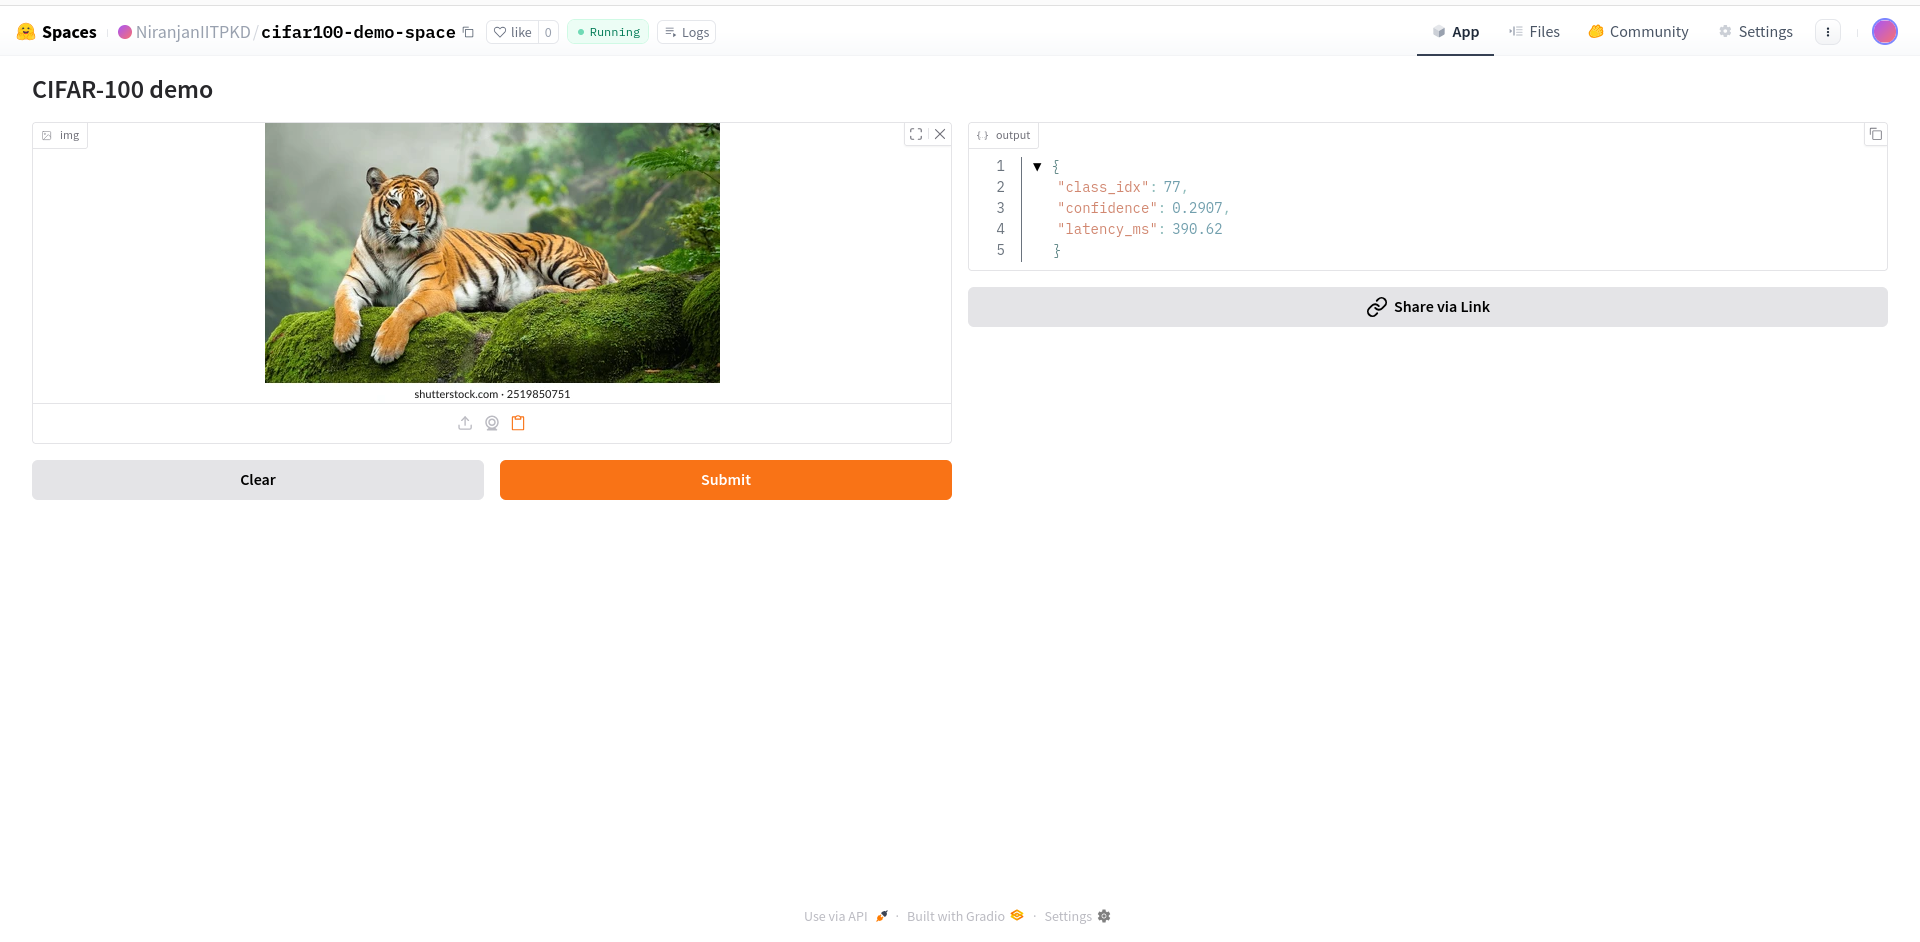 Spaces NiranjanIITPKD/cifar100-demo-space like 0 Running Logs App Files Community Settings
CIFAR-100 demo
img
shutterstock.com · 2519850751
Clear Submit
output
1 {
2 "class_idx": 77,
3 "confidence": 0.2907,
4 "latency_ms": 390.62
5 }
Share via Link
Use via API · Built with Gradio · Settings